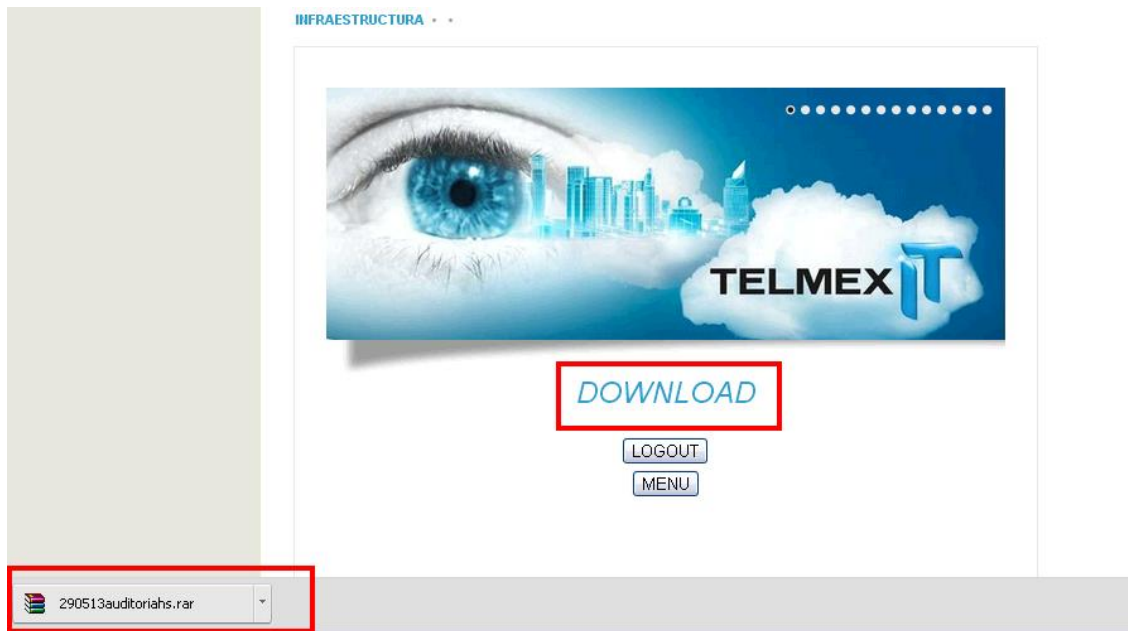 INFRAESTRUCTURA
TELMEX IT
DOWNLOAD
LOGOUT
MENU
290513auditoriahs.rar